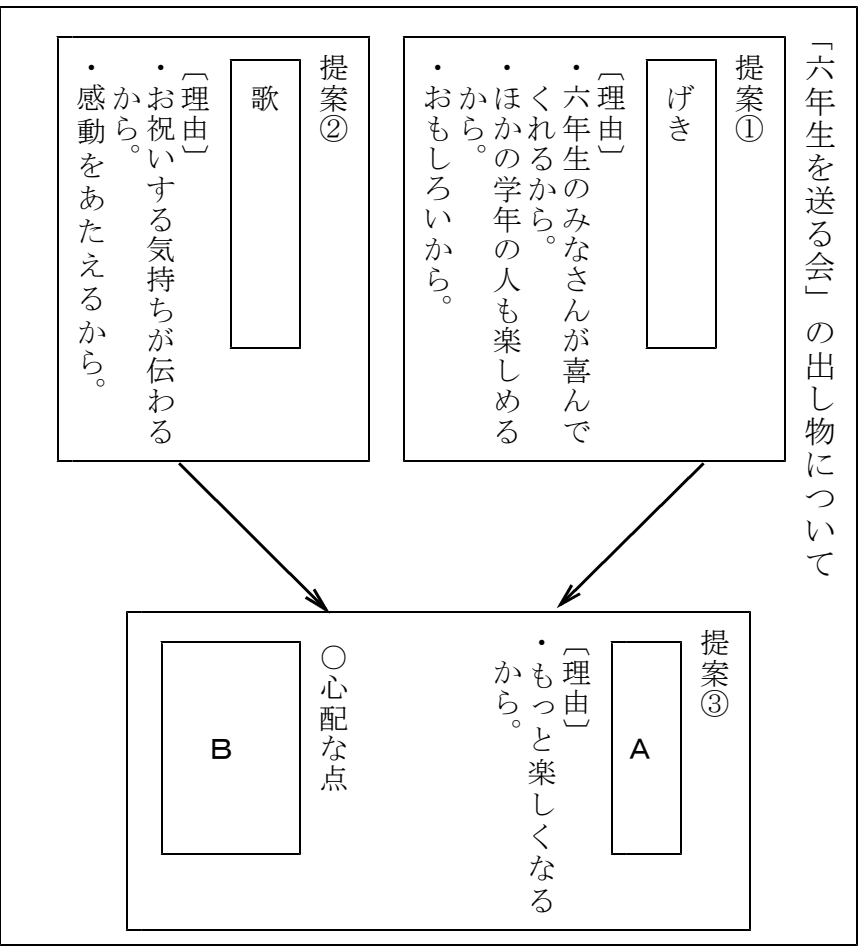 「六年生を送る会」の出し物について
提案①
げき
〔理由〕
・六年生のみなさんが喜んで
くれるから。
・ほかの学年の人も楽しめる
から。
・おもしろいから。
提案②
歌
〔理由〕
・お祝いする気持ちが伝わる
から。
・感動をあたえるから。
提案③
A
〔理由〕
・もっと楽しくなる
から。
○心配な点
B